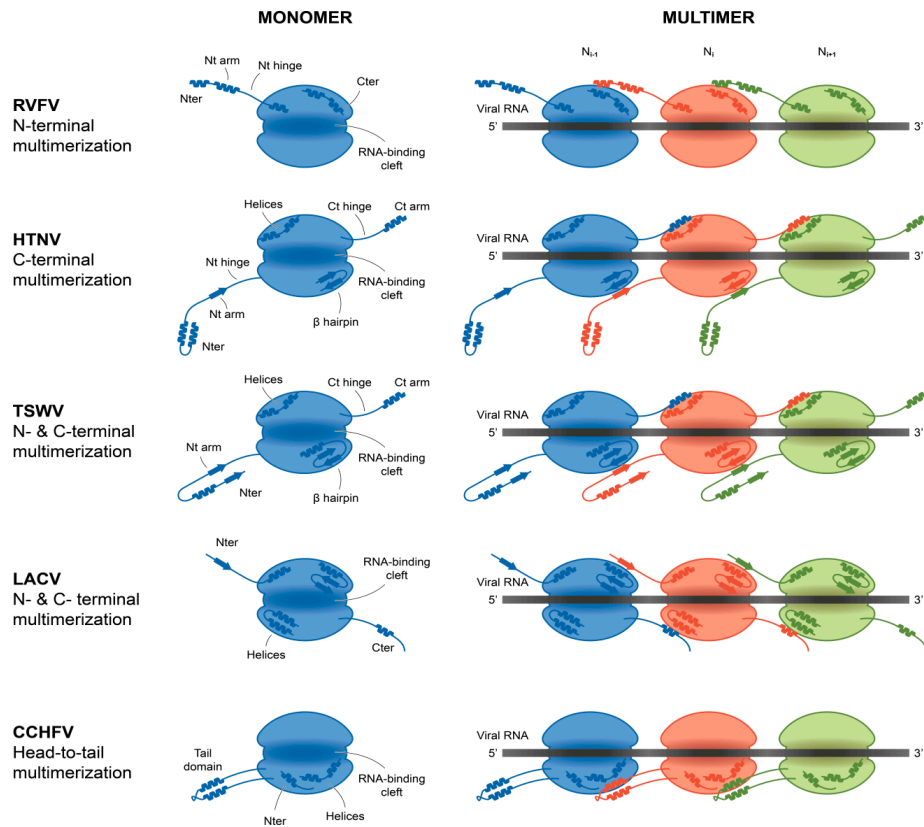 MONOMER
MULTIMER
RVFV
N-terminal
multimerization
Nt arm
Nt hinge
Nter
Cter
RNA-binding
cleft
N i-1
N i
N i+1
Viral RNA
5’
3’
HTNV
C-terminal
multimerization
Helices
Ct hinge
Ct arm
Nt hinge
RNA-binding
cleft
Nt arm
β hairpin
Nter
Viral RNA
5’
3’
TSWV
N- & C-terminal
multimerization
Helices
Ct hinge
Ct arm
Nt arm
RNA-binding
cleft
Nter
β hairpin
Viral RNA
5’
3’
LACV
N- & C- terminal
multimerization
Nter
RNA-binding
cleft
Helices
Cter
Viral RNA
5’
3’
CCHFV
Head-to-tail
multimerization
Tail
domain
RNA-binding
cleft
Nter
Helices
Viral RNA
5’
3’